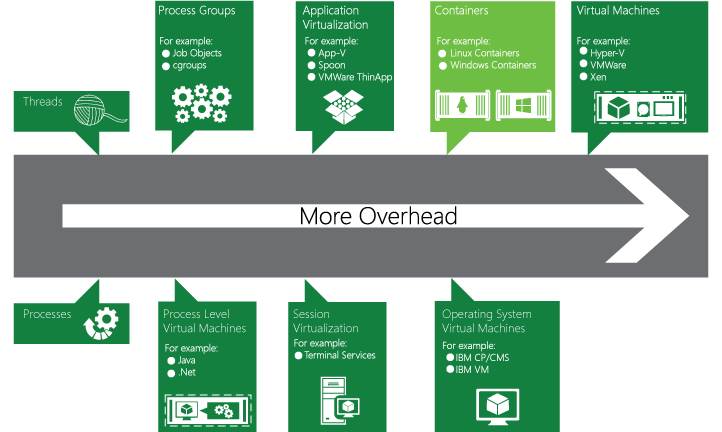 Process Groups
For example:
Job Objects
cgroups
Application
Virtualization
For example:
App-V
Spoon
VMWare ThinApp
Containers
For example:
Linux Containers
Windows Containers
Virtual Machines
For example:
Hyper-V
VMWare
Xen
Threads
More Overhead
Processes
Process Level
Virtual Machines
For example:
Java
.Net
Session
Virtualization
For example:
Terminal Services
Operating System
Virtual Machines
For example:
IBM CP/CMS
IBM VM